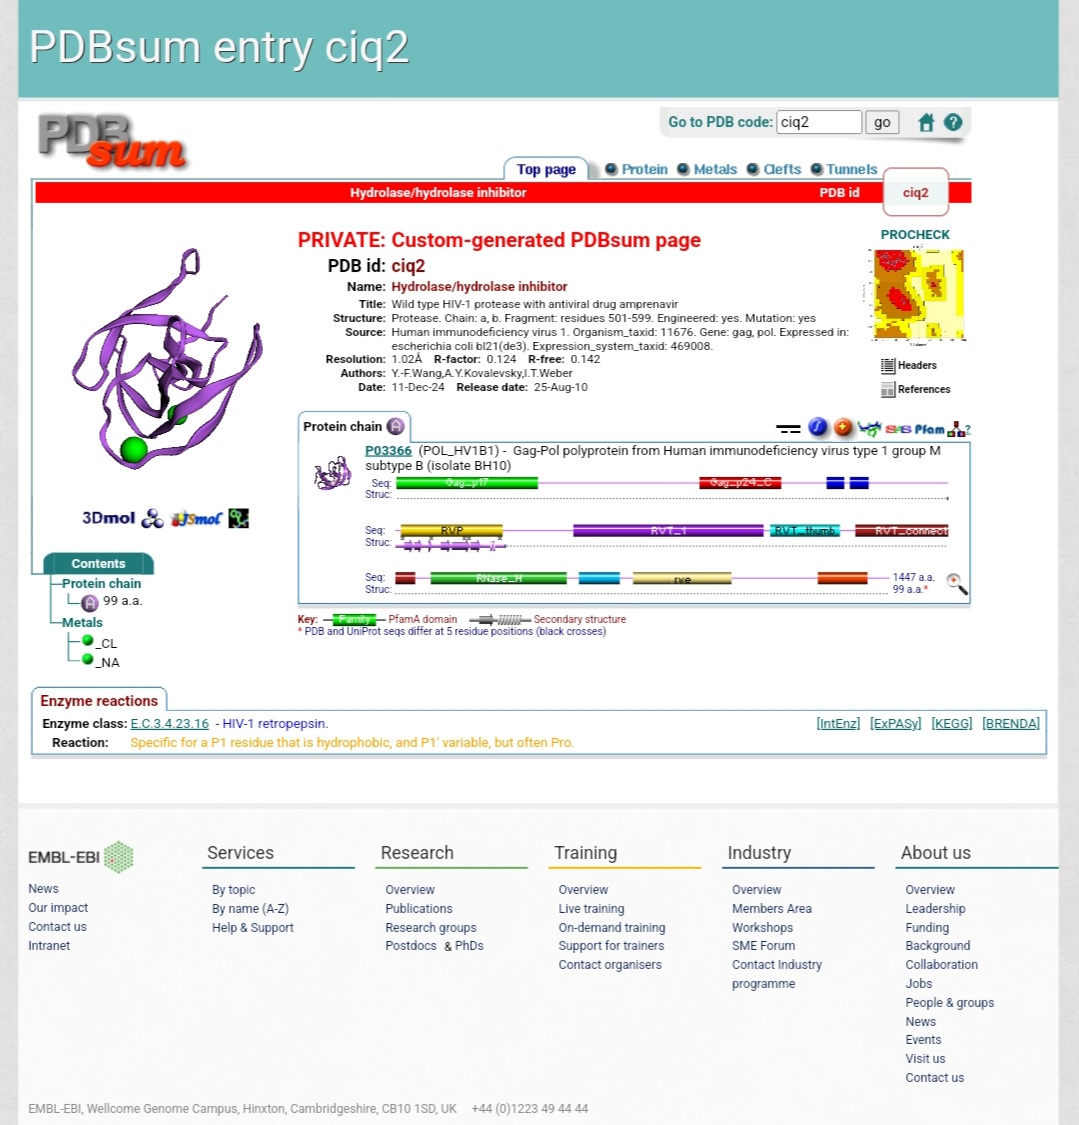 PDBsum entry ciq2
PDBsum
Go to PDB code: ciq2 go
Top page Protein Metals Clefts Tunnels
Hydrolase/hydrolase inhibitor PDB id ciq2
PRIVATE: Custom-generated PDBsum page
PROCHECK
PDB id: ciq2
Name: Hydrolase/hydrolase inhibitor
Title: Wild type HIV-1 protease with antiviral drug amprenavir
Structure: Protease. Chain: a, b. Fragment: residues 501-599. Engineered: yes. Mutation: yes
Source: Human immunodeficiency virus 1. Organism_taxid: 11676. Gene: gag, pol. Expressed in:
escherichia coli bl21(de3). Expression_system_taxid: 469008.
Resolution: 1.02Å R-factor: 0.124 R-free: 0.142
Authors: Y.-F.Wang,A.Y.Kovalevsky,I.T.Weber
Date: 11-Dec-24 Release date: 25-Aug-10
Headers
References
Protein chain A
SAS Pfam ?
P03366 (POL_HV1B1) - Gag-Pol polyprotein from Human immunodeficiency virus type 1 group M
subtype B (isolate BH10)
Seq: Gag_p17 Gag_p24_C
Struc:
Seq: RVP RVT_1 RVT_thumb RVT_connect
Struc:
Seq: RNase_H rve 1447 a.a.
Struc: 99 a.a.*
Key: Family PfamA domain Secondary structure
* PDB and UniProt seqs differ at 5 residue positions (black crosses)
3Dmol JSmol
Contents
Protein chain
A 99 a.a.
Metals
_CL
_NA
Enzyme reactions
Enzyme class: E.C.3.4.23.16 - HIV-1 retropepsin.
[IntEnz] [ExPASy] [KEGG] [BRENDA]
Reaction: Specific for a P1 residue that is hydrophobic, and P1' variable, but often Pro.
EMBL-EBI
News
Our impact
Contact us
Intranet
Services
By topic
By name (A-Z)
Help & Support
Research
Overview
Publications
Research groups
Postdocs & PhDs
Training
Overview
Live training
On-demand training
Support for trainers
Contact organisers
Industry
Overview
Members Area
Workshops
SME Forum
Contact Industry
programme
About us
Overview
Leadership
Funding
Background
Collaboration
Jobs
People & groups
News
Events
Visit us
Contact us
EMBL-EBI, Wellcome Genome Campus, Hinxton, Cambridgeshire, CB10 1SD, UK +44 (0)1223 49 44 44